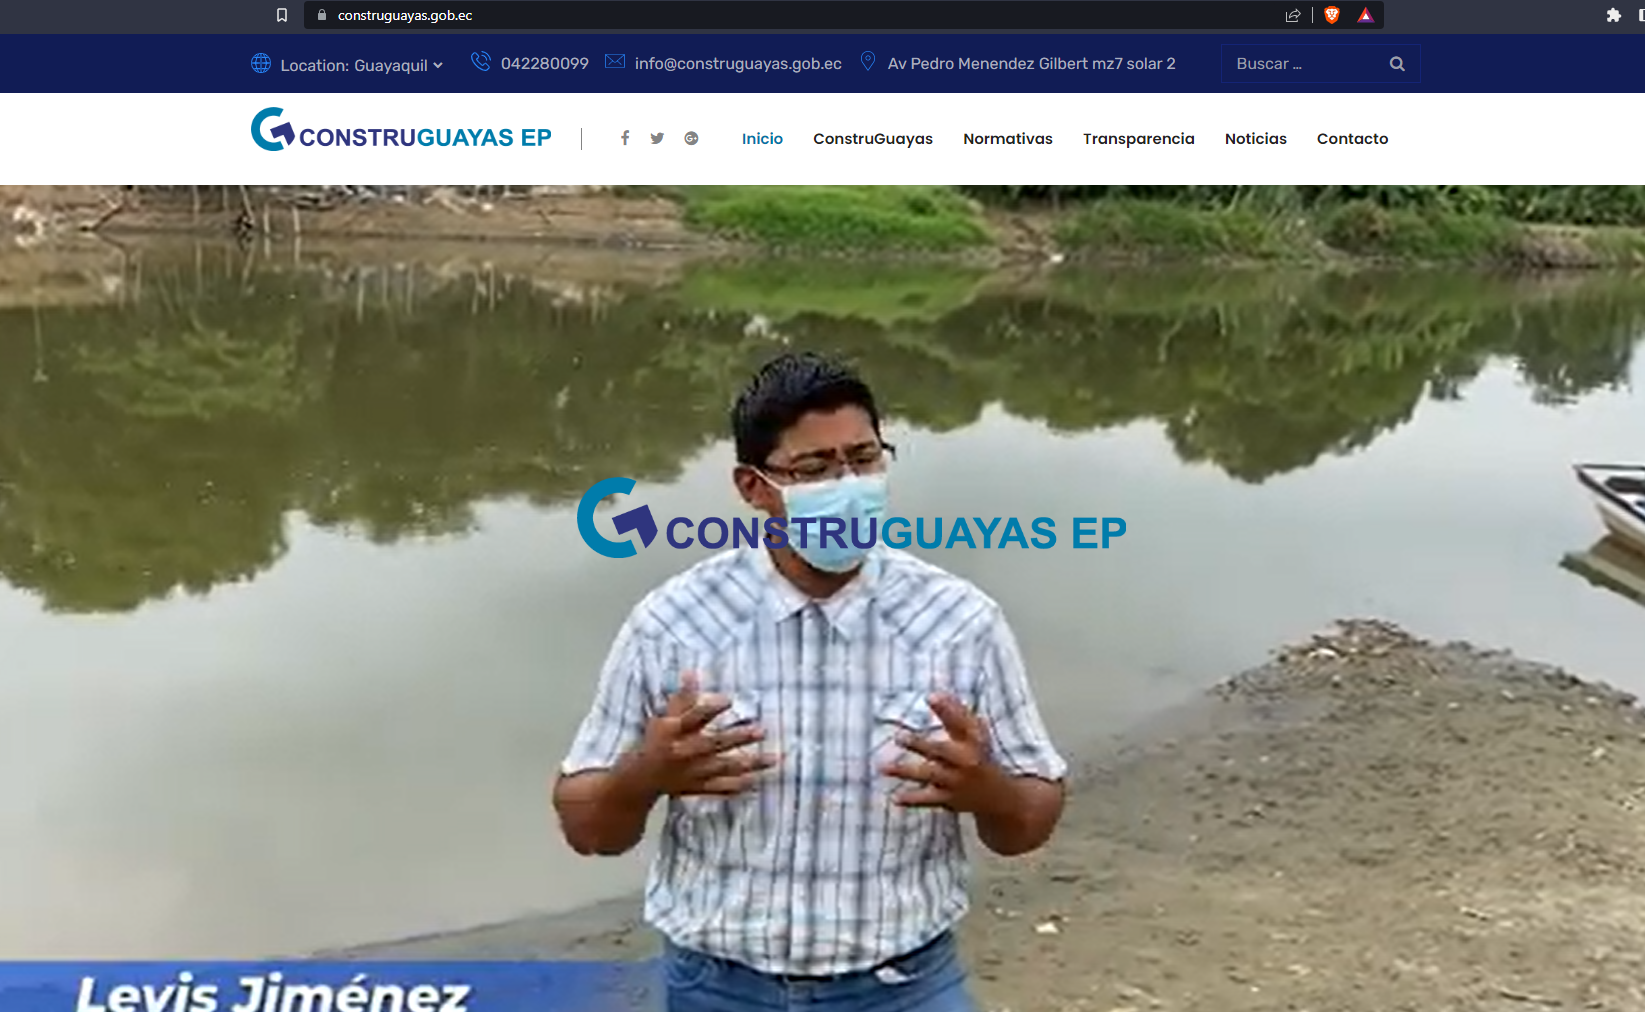 construguayas.gob.ec
Location: Guayaquil 042280099 info@construguayas.gob.ec Av Pedro Menendez Gilbert mz7 solar 2 Buscar ...
CONSTRUGUAYAS EP Inicio ConstruGuayas Normativas Transparencia Noticias Contacto
CONSTRUGUAYAS EP
Levis Jiménez